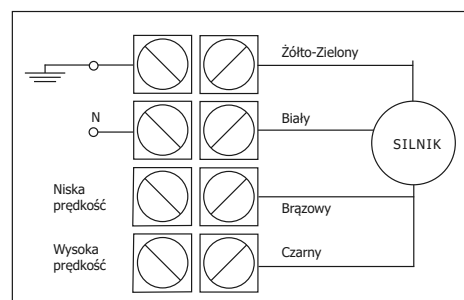 Żółto-Zielony
N
Biały
SILNIK
Niska
prędkość
Brązowy
Wysoka
prędkość
Czarny